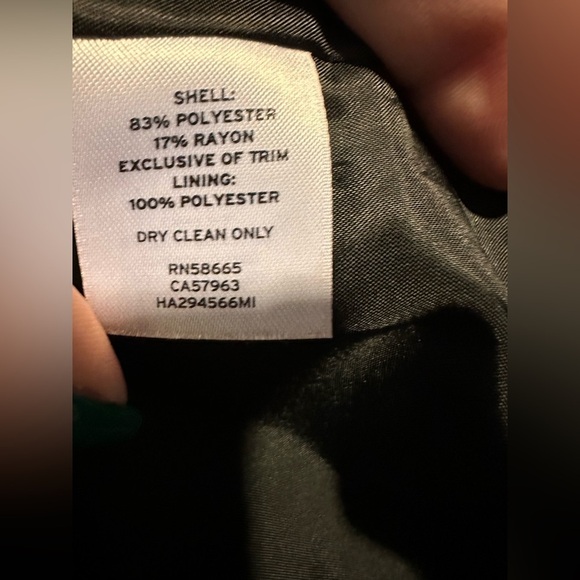 SHELL:
83% POLYESTER
17% RAYON
EXCLUSIVE OF TRIM
LINING:
100% POLYESTER
DRY CLEAN ONLY
RN58665
CA57963
HA294566MI